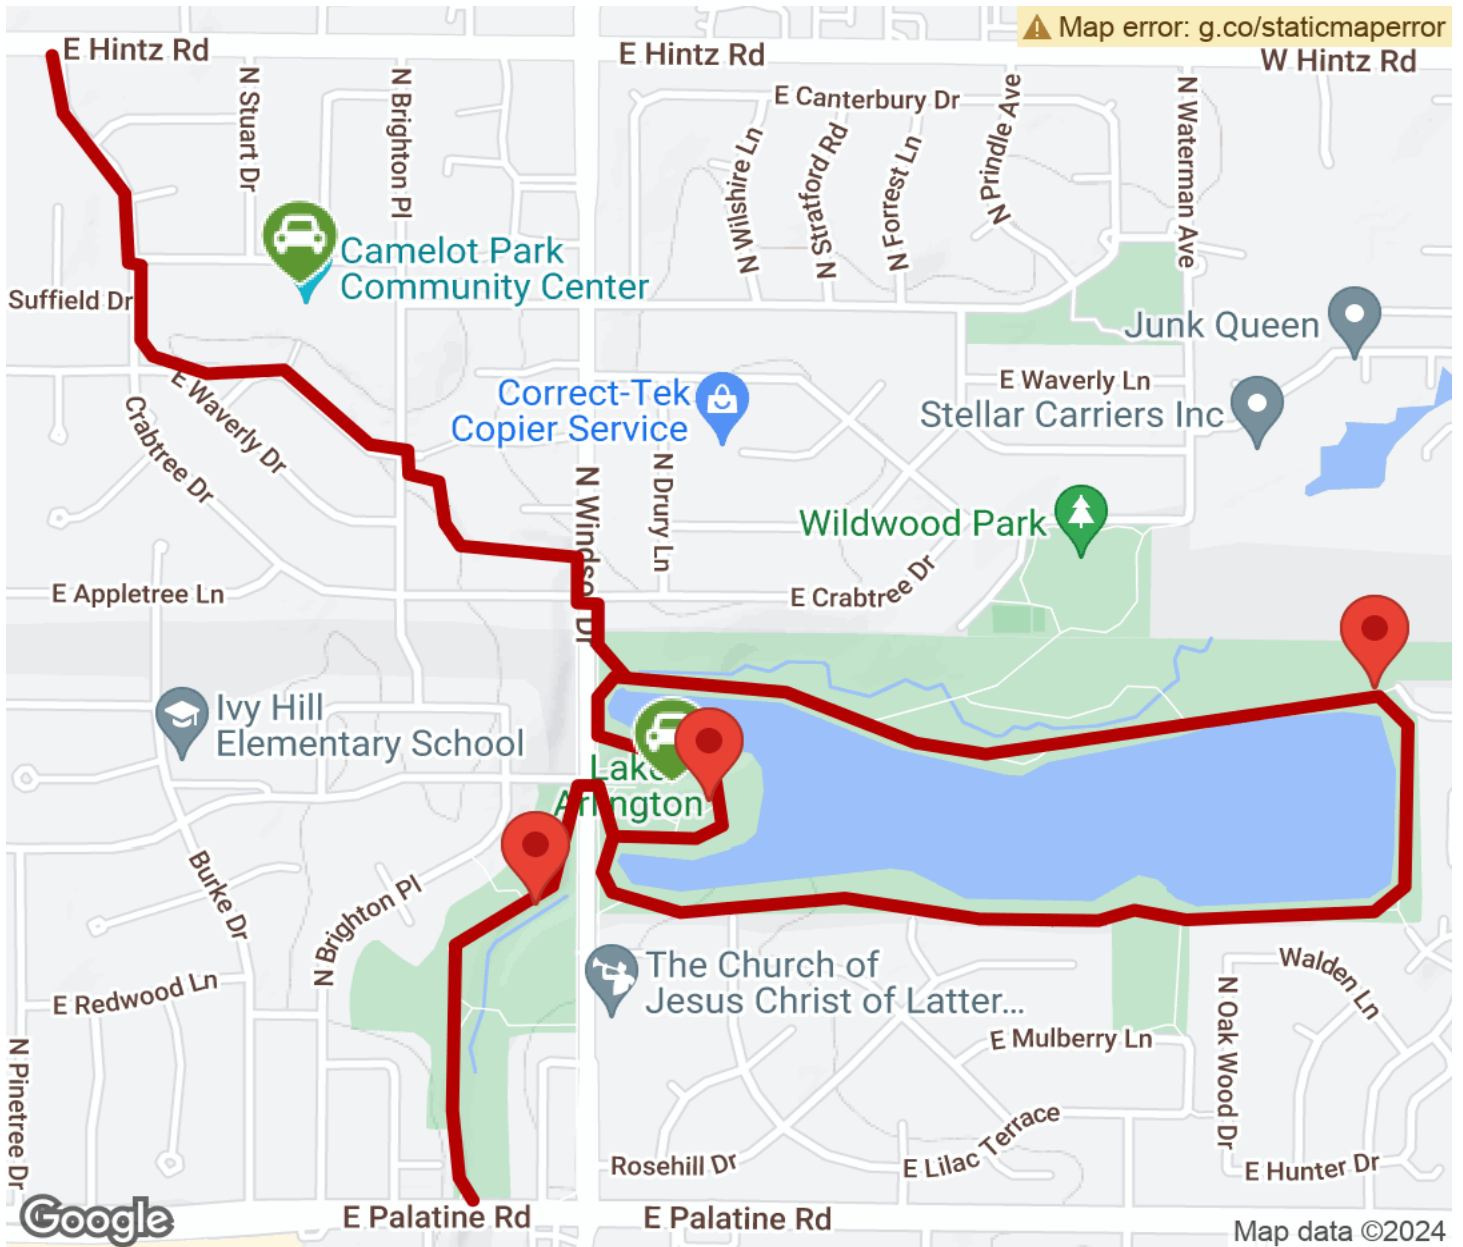 Map error: g.co/staticmaperror
E Hintz Rd
E Hintz Rd
W Hintz Rd
N Stuart Dr
N Brighton Pl
E Canterbury Dr
N Wilshire Ln
N Stratford Rd
N Forrest Ln
N Prindle Ave
N Waterman Ave
Camelot Park
Community Center
Suffield Dr
Junk Queen
E Waverly Dr
Crabtree Dr
Correct-Tek
Copier Service
E Waverly Ln
Stellar Carriers Inc
N Windsor Dr
N Drury Ln
Wildwood Park
E Appletree Ln
E Crabtree Dr
Ivy Hill
Elementary School
Lake
Arlington
Burke Dr
N Brighton Pl
E Redwood Ln
The Church of
Jesus Christ of Latter...
Walden Ln
N Oak Wood Dr
E Mulberry Ln
N Pinetree Dr
E Lilac Terrace
Rosehill Dr
E Hunter Dr
E Palatine Rd
E Palatine Rd
Google
Map data ©2024